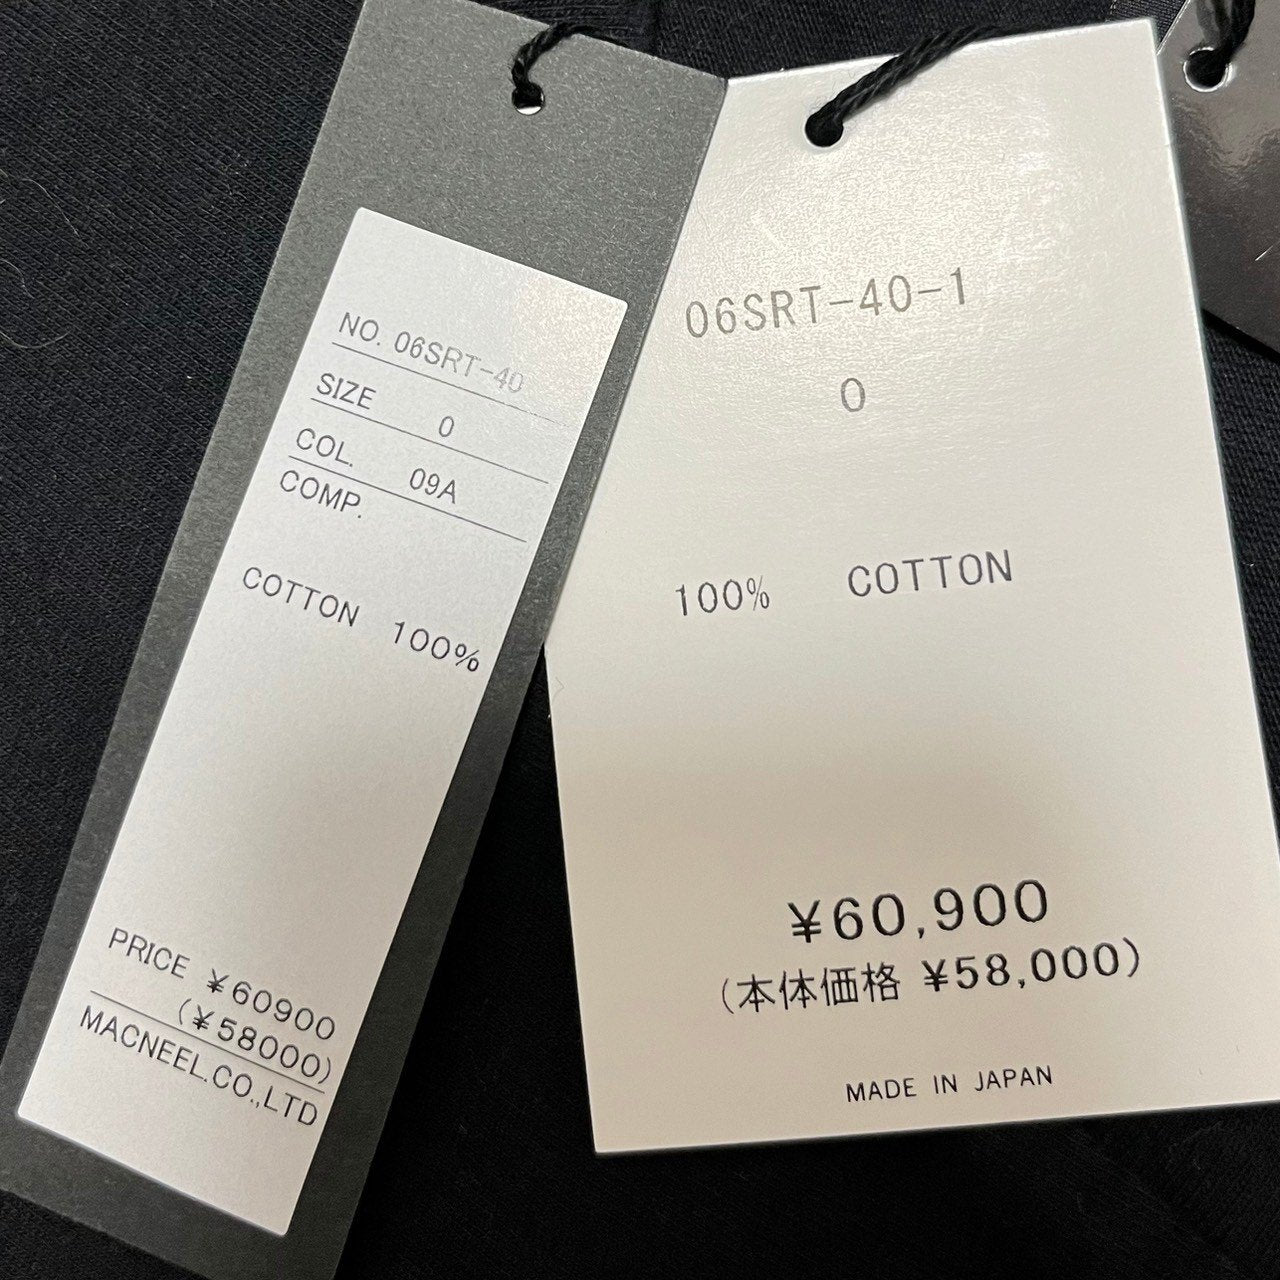 NO. 06SRT-40
SIZE 0
COL. 09A
COMP.
COTTON 100%
PRICE ¥60900
(¥58000)
MACNEEL.CO.,LTD
06SRT-40-1
0
100% COTTON
¥60,900
(本体価格 ¥58,000)
MADE IN JAPAN